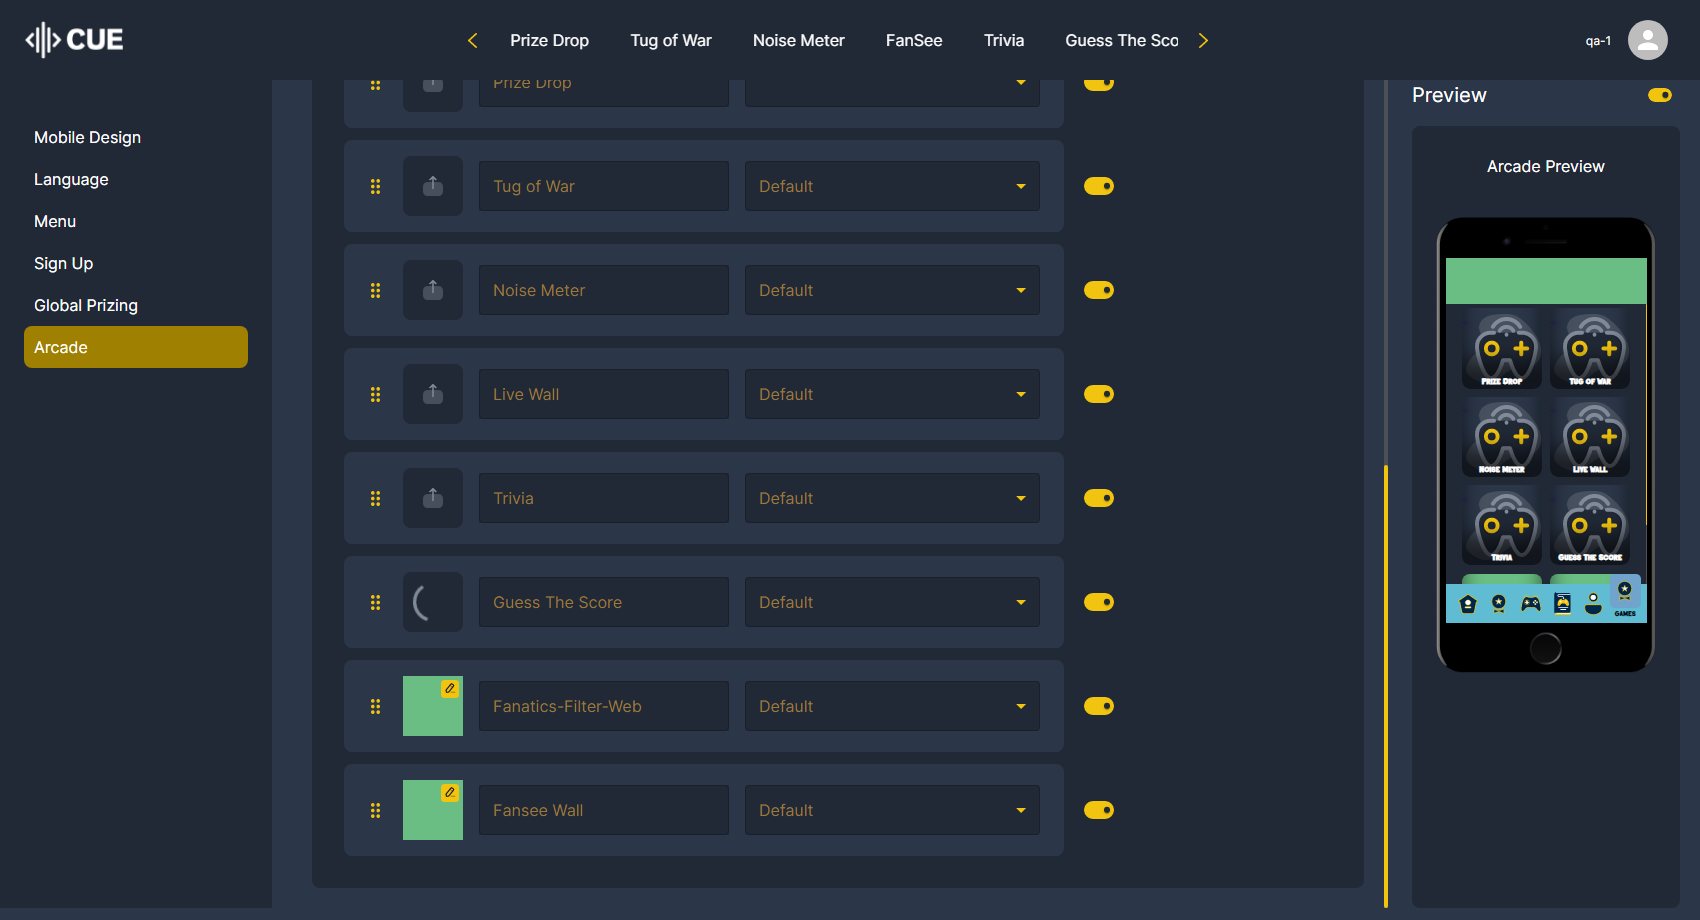 CUE
Prize Drop
Tug of War
Noise Meter
FanSee
Trivia
Guess The Sco
qa-1
Mobile Design
Language
Menu
Sign Up
Global Prizing
Arcade
Prize Drop
Tug of War
Default
Noise Meter
Default
Live Wall
Default
Trivia
Default
Guess The Score
Default
Fanatics-Filter-Web
Default
Fansee Wall
Default
Preview
Arcade Preview
PRIZE DROP
TUG OF WAR
NOISE METER
LIVE WALL
TRIVIA
GUESS THE SCORE
GAMES